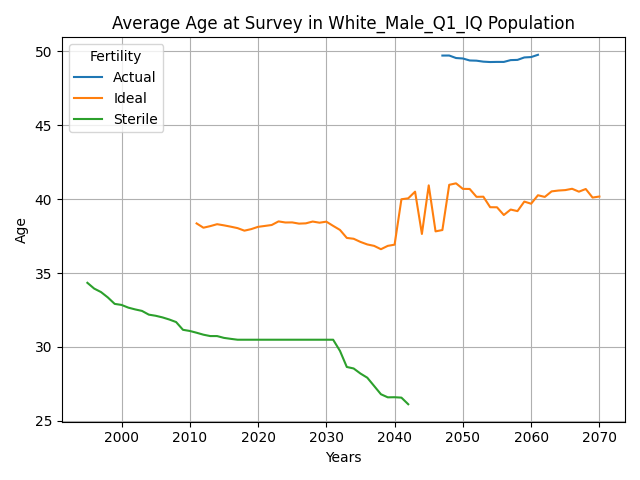 Average Age at Survey in White_Male_Q1_IQ Population
Fertility
Actual
Ideal
Sterile
50
45
40
35
30
25
Age
2000 2010 2020 2030 2040 2050 2060 2070
Years